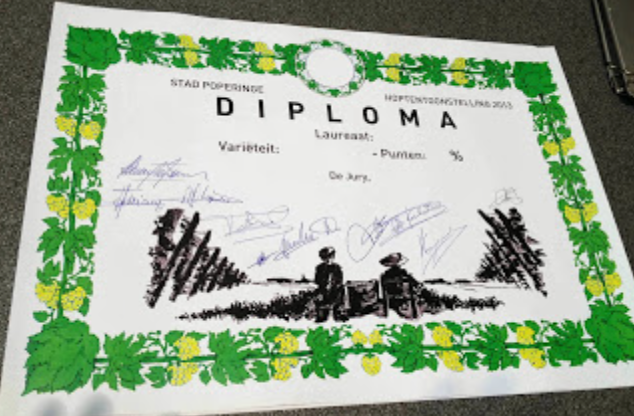 STAD POPERINGE HOPTENTOONSTELLING 2013
DIPLOMA
Laureaat:
Variëteit: - Punten: %
De Jury,